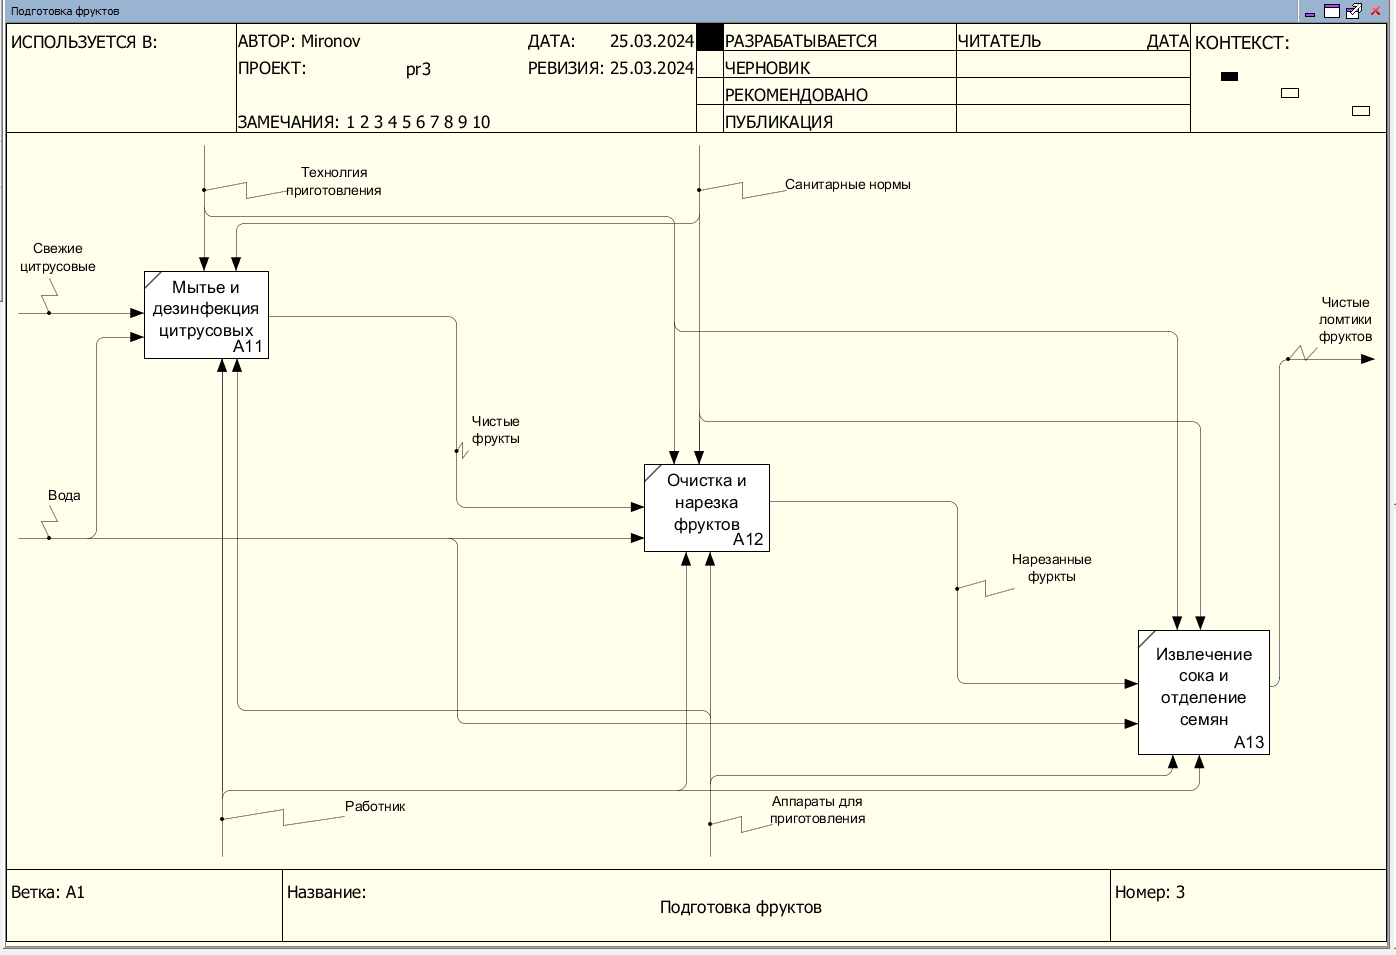 Подготовка фруктов
ИСПОЛЬЗУЕТСЯ В:
АВТОР: Mironov
ДАТА: 25.03.2024
ПРОЕКТ: pr3
РЕВИЗИЯ: 25.03.2024
ЗАМЕЧАНИЯ: 1 2 3 4 5 6 7 8 9 10
РАЗРАБАТЫВАЕТСЯ
ЧЕРНОВИК
РЕКОМЕНДОВАНО
ПУБЛИКАЦИЯ
ЧИТАТЕЛЬ
ДАТА
КОНТЕКСТ:
Технолгия
приготовления
Санитарные нормы
Свежие
цитрусовые
Мытье и
дезинфекция
цитрусовых
A11
Чистые
ломтики
фруктов
Чистые
фрукты
Вода
Очистка и
нарезка
фруктов
A12
Нарезанные
фуркты
Извлечение
сока и
отделение
семян
A13
Работник
Аппараты для
приготовления
Ветка: A1
Название:
Подготовка фруктов
Номер: 3